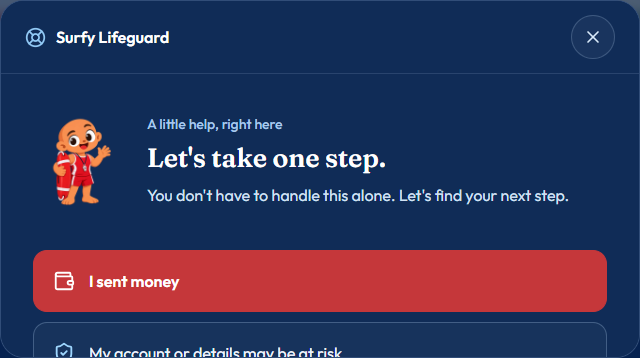 Surfy Lifeguard
A little help, right here
Let's take one step.
You don't have to handle this alone. Let's find your next step.
I sent money
My account or details may be at risk